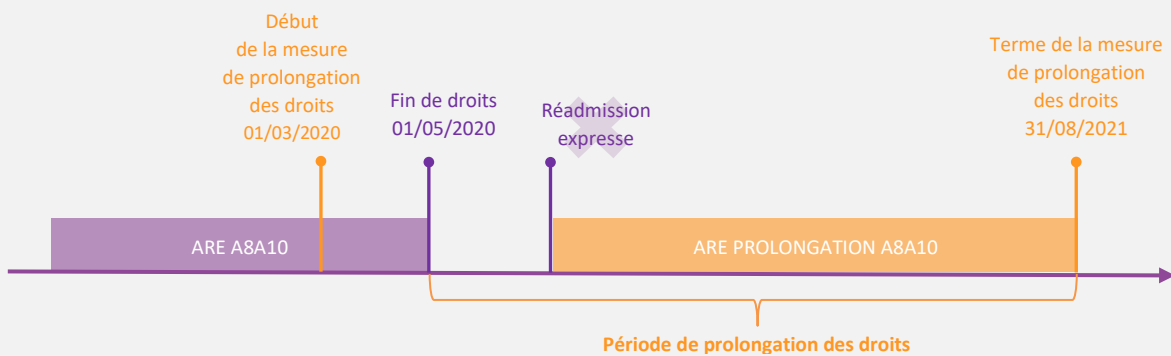 Début
de la mesure
de prolongation
des droits
01/03/2020
Fin de droits
01/05/2020
Réadmission
expresse
Terme de la mesure
de prolongation
des droits
31/08/2021
ARE A8A10
ARE PROLONGATION A8A10
Période de prolongation des droits